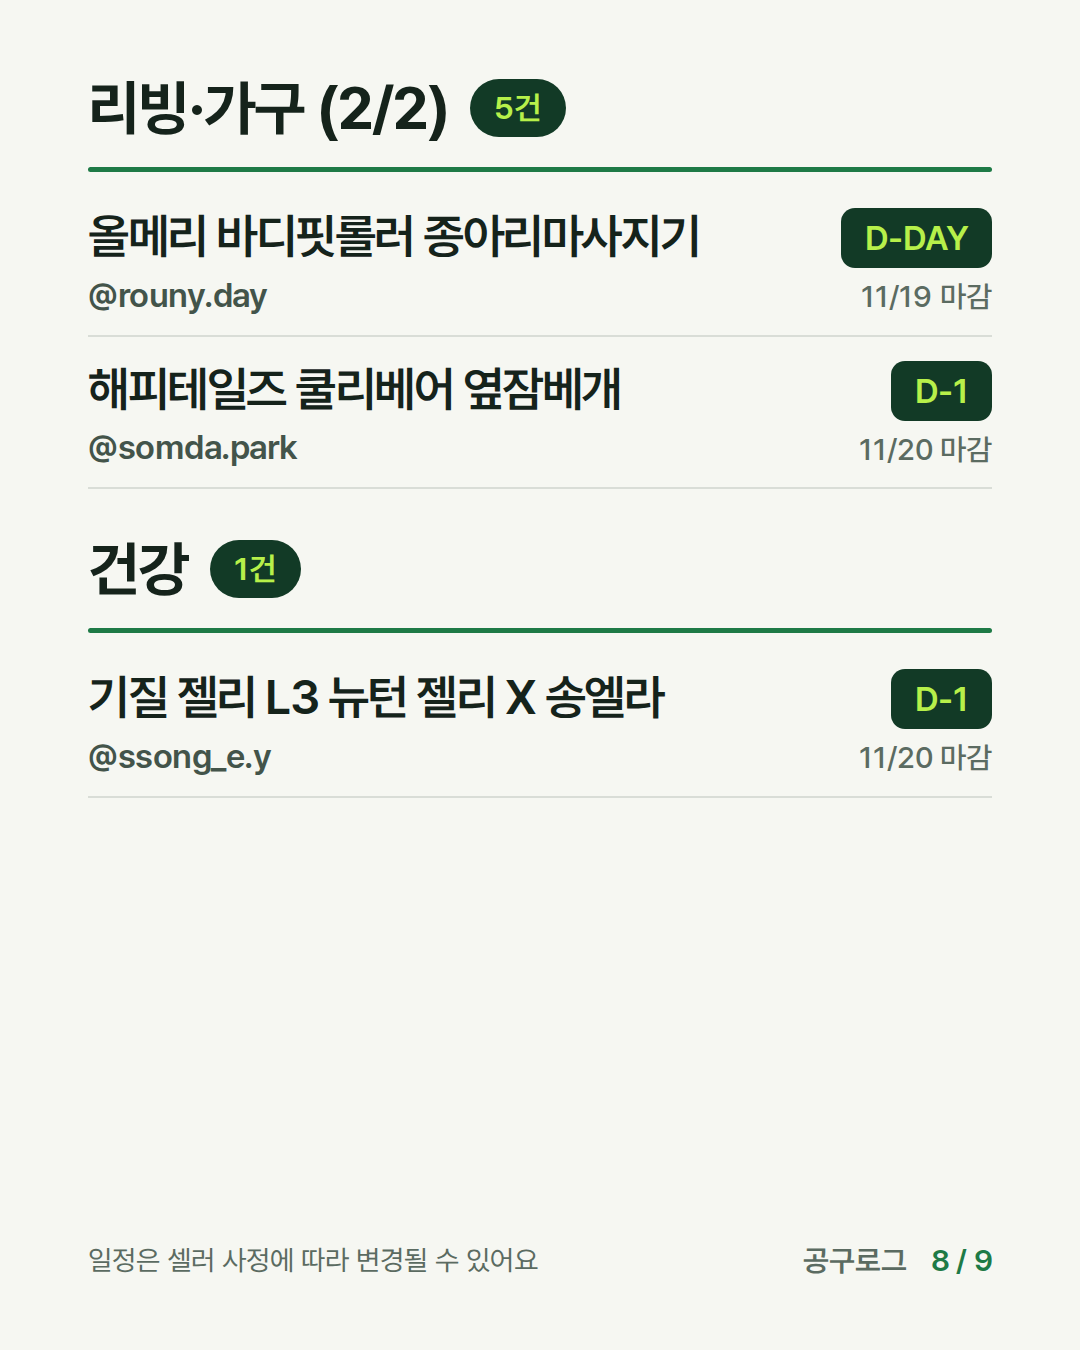 리빙·가구 (2/2) 5건
올메리 바디핏롤러 종아리마사지기 D-DAY
@rouny.day 11/19 마감
해피테일즈 쿨리베어 옆잠베개 D-1
@somda.park 11/20 마감
건강 1건
기질 젤리 L3 뉴턴 젤리 X 송엘라 D-1
@ssong_e.y 11/20 마감
일정은 셀러 사정에 따라 변경될 수 있어요 공구로그 8 / 9